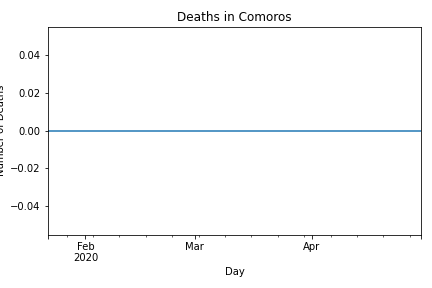 Deaths in Comoros
Number of Deaths
0.04
0.02
0.00
−0.02
−0.04
Feb
2020
Mar
Apr
Day